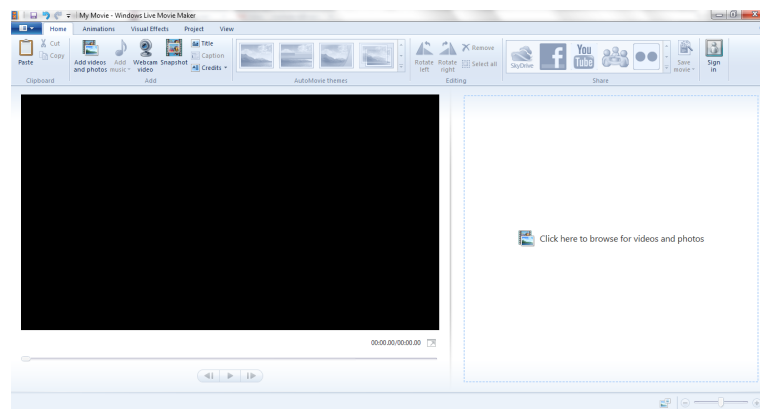 My Movie - Windows Live Movie Maker
Home Animations Visual Effects Project View
Paste
Cut
Copy
Clipboard
Add videos and photos
Add music
Webcam video
Snapshot
Title
Caption
Credits
Add
AutoMovie themes
Rotate left
Rotate right
Remove
Select all
Editing
SkyDrive
f
You Tube
Share
Save movie
Sign in
Click here to browse for videos and photos
00:00.00/00:00.00